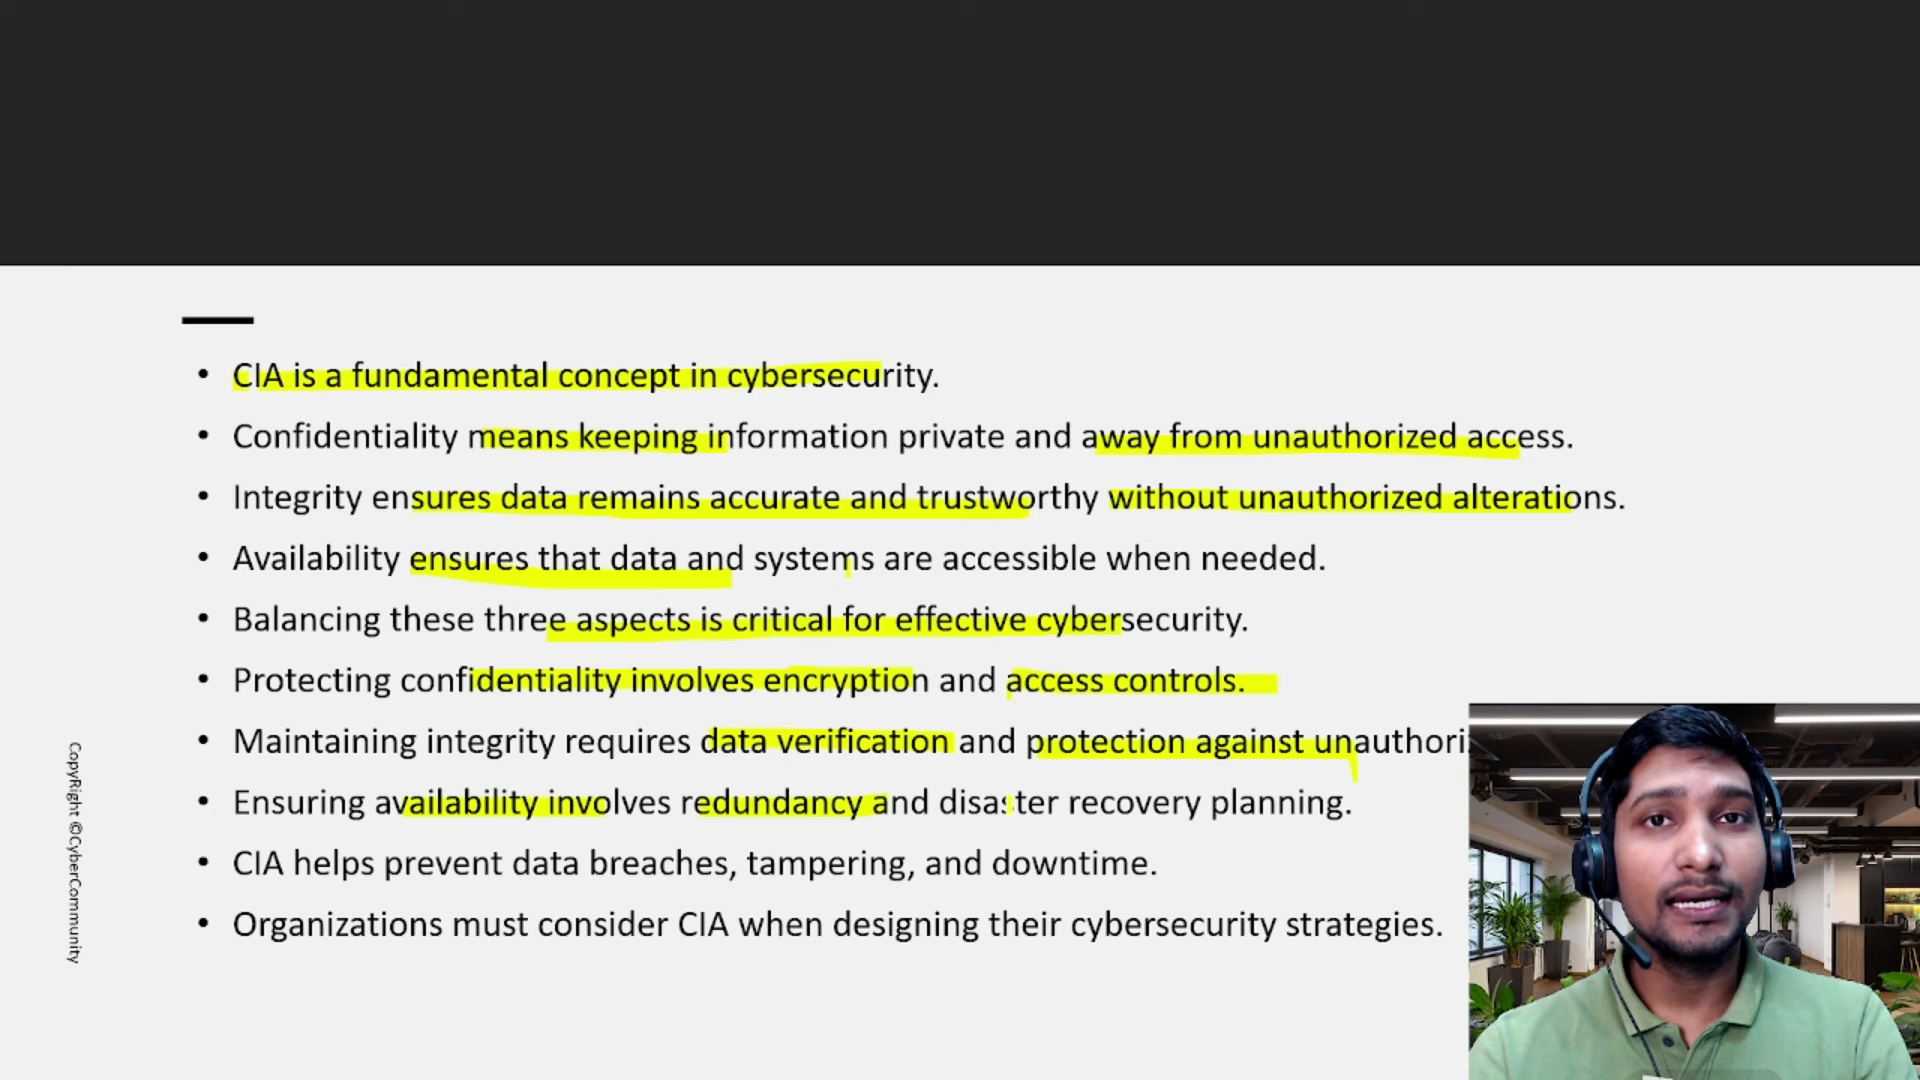 • CIA is a fundamental concept in cybersecurity.
• Confidentiality means keeping information private and away from unauthorized access.
• Integrity ensures data remains accurate and trustworthy without unauthorized alterations.
• Availability ensures that data and systems are accessible when needed.
• Balancing these three aspects is critical for effective cybersecurity.
• Protecting confidentiality involves encryption and access controls.
• Maintaining integrity requires data verification and protection against
• Ensuring availability involves redundancy and disaster recovery planning.
• CIA helps prevent data breaches, tampering, and downtime.
• Organizations must consider CIA when designing their cybersecurity strategies.
CopyRight ©CyberCommunity